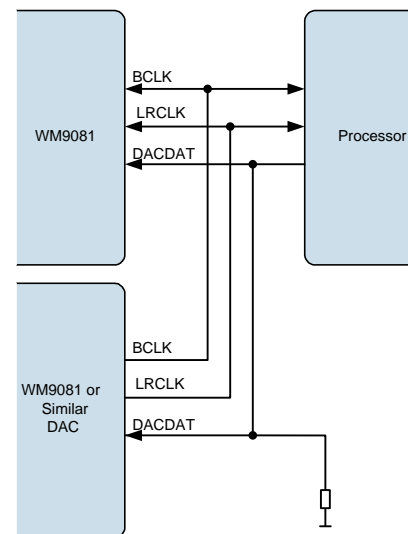 BCLK
LRCLK
WM9081
Processor
DACDAT
BCLK
WM9081 or
LRCLK
Similar
DAC
DACDAT